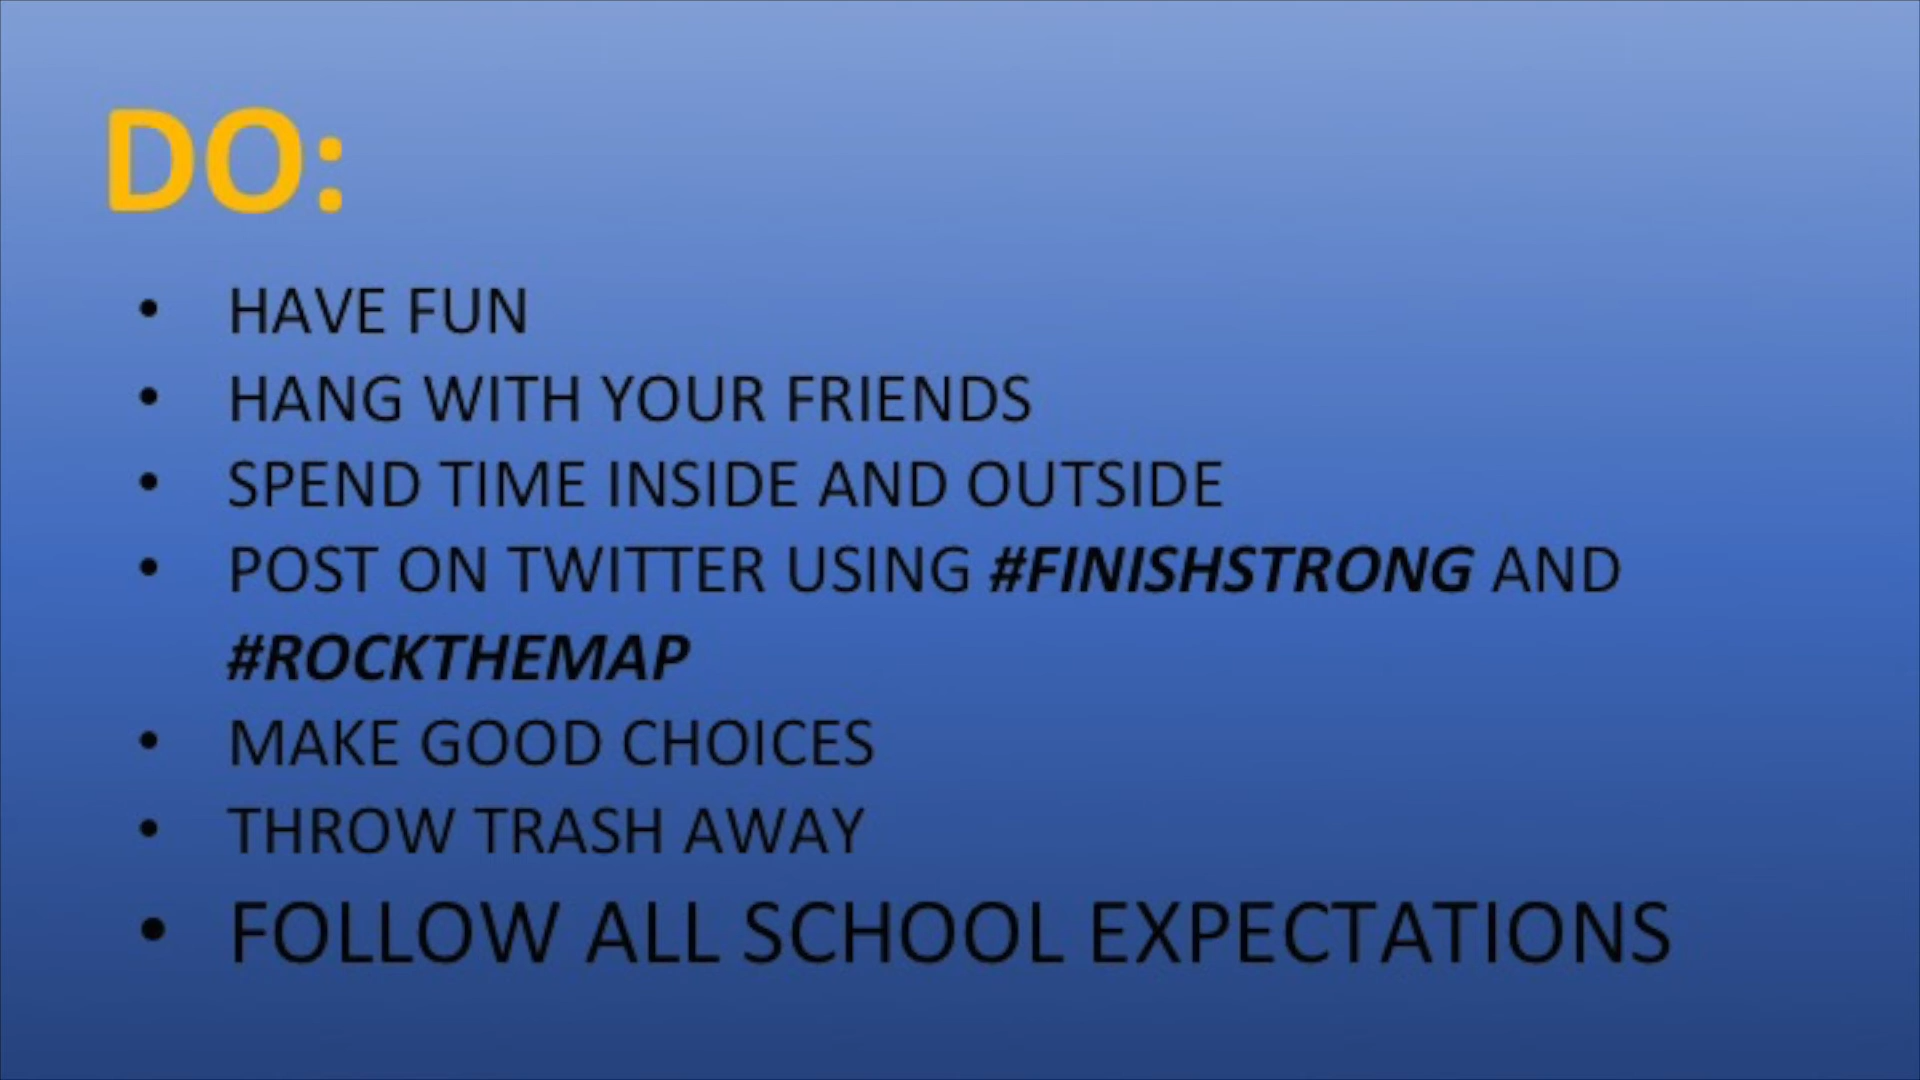 DO:
• HAVE FUN
• HANG WITH YOUR FRIENDS
• SPEND TIME INSIDE AND OUTSIDE
• POST ON TWITTER USING #FINISHSTRONG AND
#ROCKTHEMAP
• MAKE GOOD CHOICES
• THROW TRASH AWAY
• FOLLOW ALL SCHOOL EXPECTATIONS